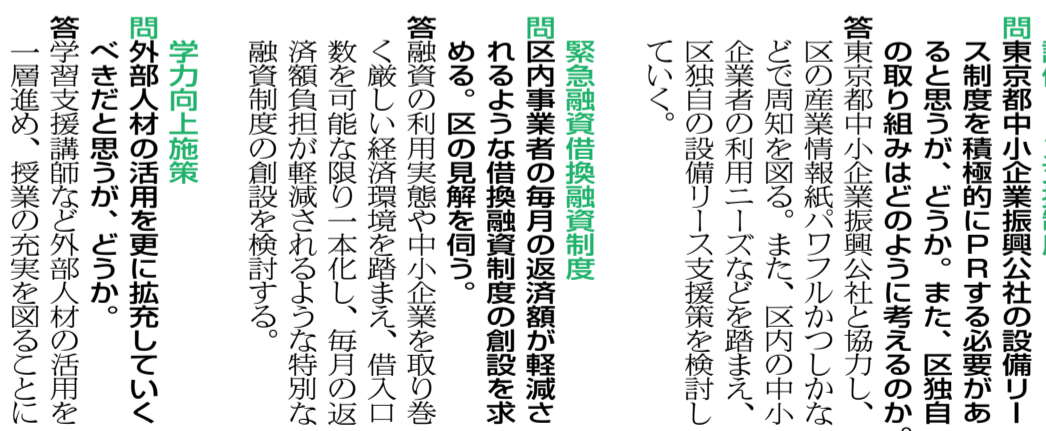 問東京都中小企業振興公社の設備リー
ス制度を積極的にPRする必要があ
ると思うが、どうか。また、区独自
の取り組みはどのように考えるのか。
答東京都中小企業振興公社と協力し、
区の産業情報紙パワフルかつしかな
どで周知を図る。また、区内の中小
企業者の利用ニーズなどを踏まえ、
区独自の設備リース支援策を検討し
ていく。
緊急融資借換融資制度
問区内事業者の毎月の返済額が軽減さ
れるような借換融資制度の創設を求
める。区の見解を伺う。
答融資の利用実態や中小企業を取り巻
く厳しい経済環境を踏まえ、借入口
数を可能な限り一本化し、毎月の返
済額負担が軽減されるような特別な
融資制度の創設を検討する。
学力向上施策
問外部人材の活用を更に拡充していく
べきだと思うが、どうか。
答学習支援講師など外部人材の活用を
一層進め、授業の充実を図ることに